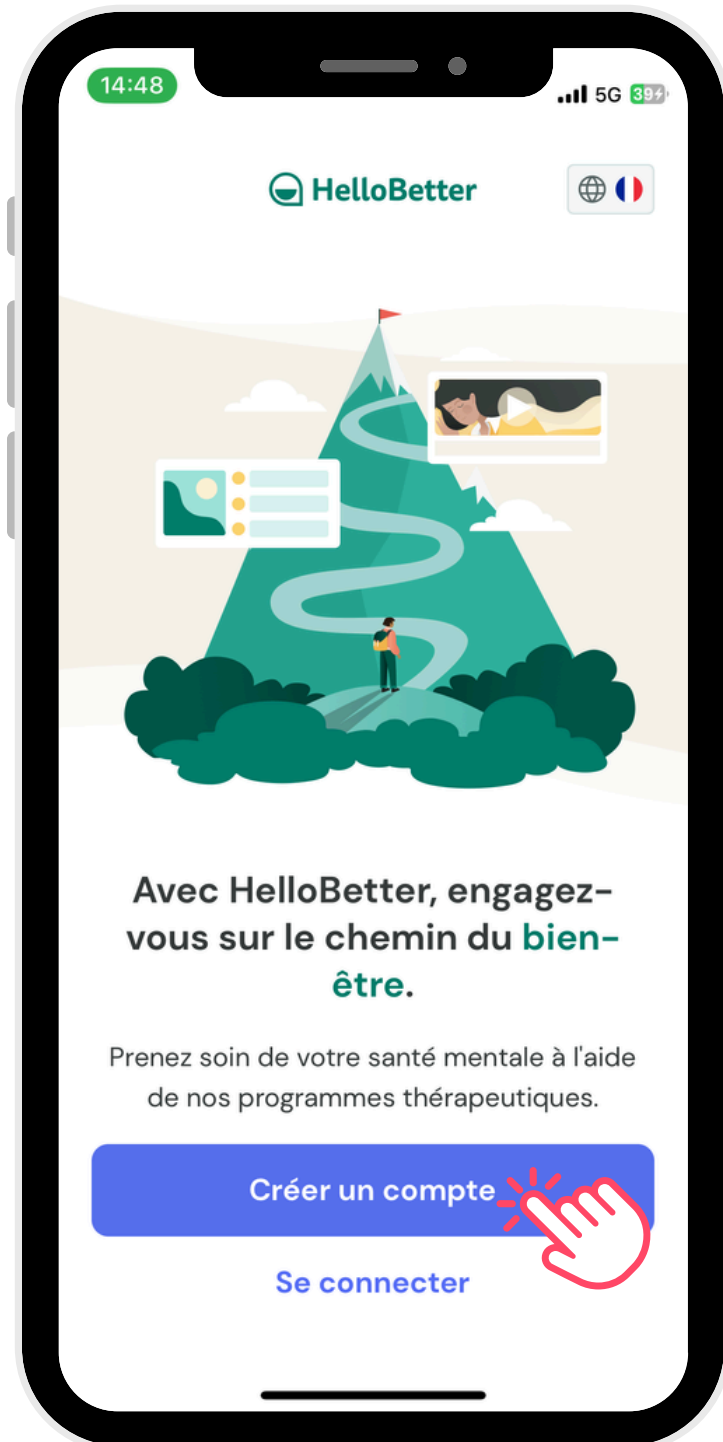 14:48
5G 39
HelloBetter
Avec HelloBetter, engagez-
vous sur le chemin du bien-
être.
Prenez soin de votre santé mentale à l'aide
de nos programmes thérapeutiques.
Créer un compte
Se connecter